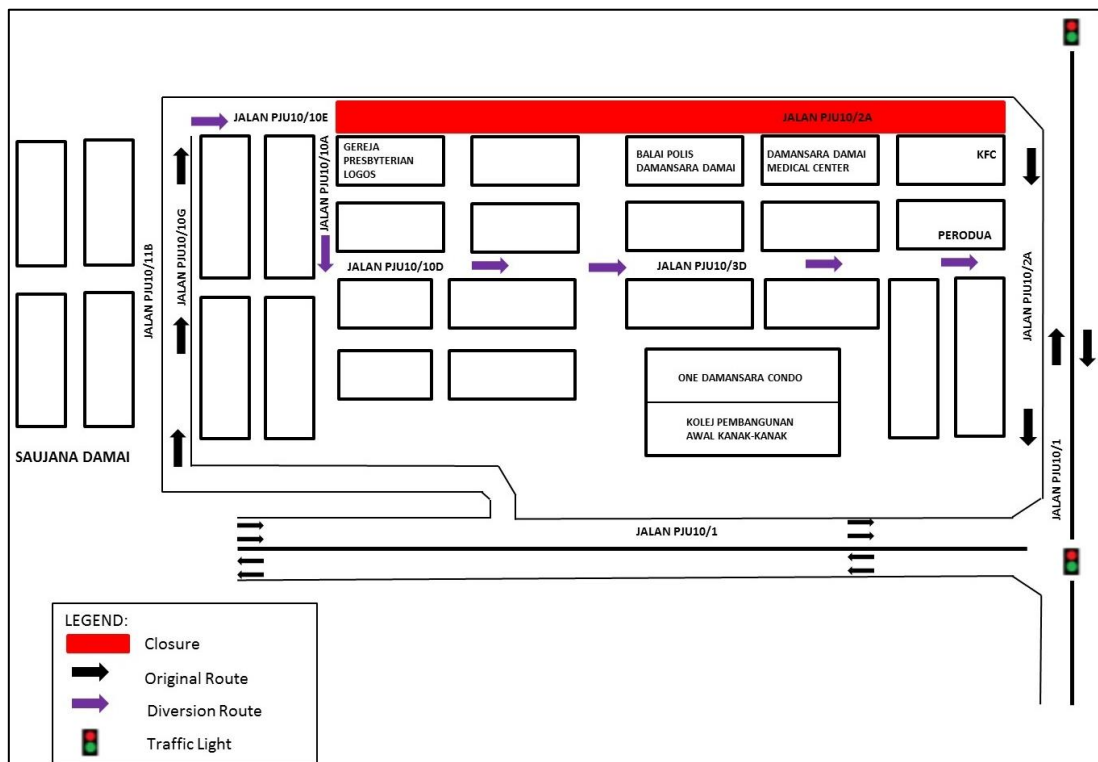 JALAN PJU10/10E
JALAN PJU10/2A
JALAN PJU10/10A
GEREJA
PRESBYTERIAN
LOGOS
BALAI POLIS
DAMANSARA DAMAI
DAMANSARA DAMAI
MEDICAL CENTER
KFC
PERODUA
JALAN PJU10/11B
JALAN PJU10/10G
JALAN PJU10/10D
JALAN PJU10/3D
JALAN PJU10/2A
ONE DAMANSARA CONDO
KOLEJ PEMBANGUNAN
AWAL KANAK-KANAK
SAUJANA DAMAI
JALAN PJU10/1
JALAN PJU10/1
LEGEND:
Closure
Original Route
Diversion Route
Traffic Light